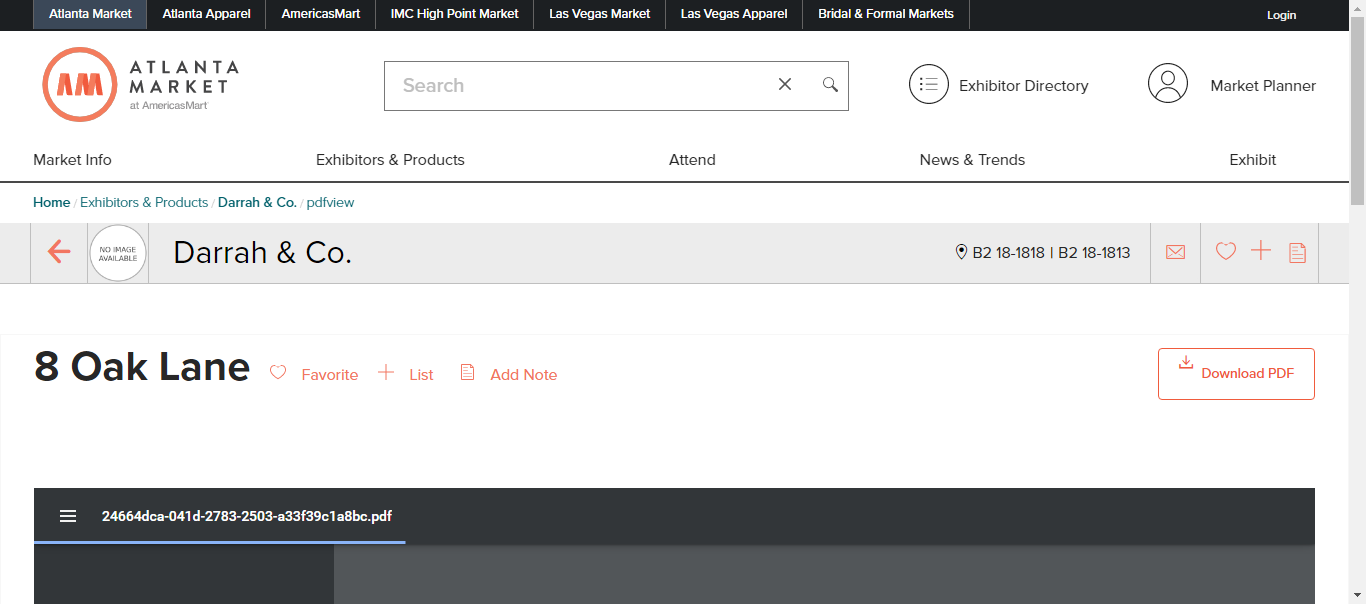 Atlanta Market Atlanta Apparel AmericasMart IMC High Point Market Las Vegas Market Las Vegas Apparel Bridal & Formal Markets Login
AM ATLANTA
MARKET
at AmericasMart
Search
Exhibitor Directory
Market Planner
Market Info Exhibitors & Products Attend News & Trends Exhibit
Home / Exhibitors & Products / Darrah & Co. / pdfview
NO IMAGE
AVAILABLE
Darrah & Co.
B2 18-1818 | B2 18-1813
8 Oak Lane Favorite List Add Note Download PDF
24664dca-041d-2783-2503-a33f39c1a8bc.pdf